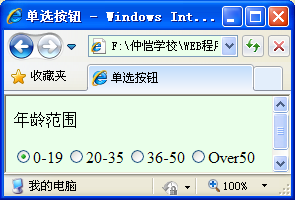 单选按钮 - Windows Int...
F:\仲恺学校\WEB程序
收藏夹
单选按钮
年龄范围
0-19 20-35 36-50 Over50
我的电脑
100%